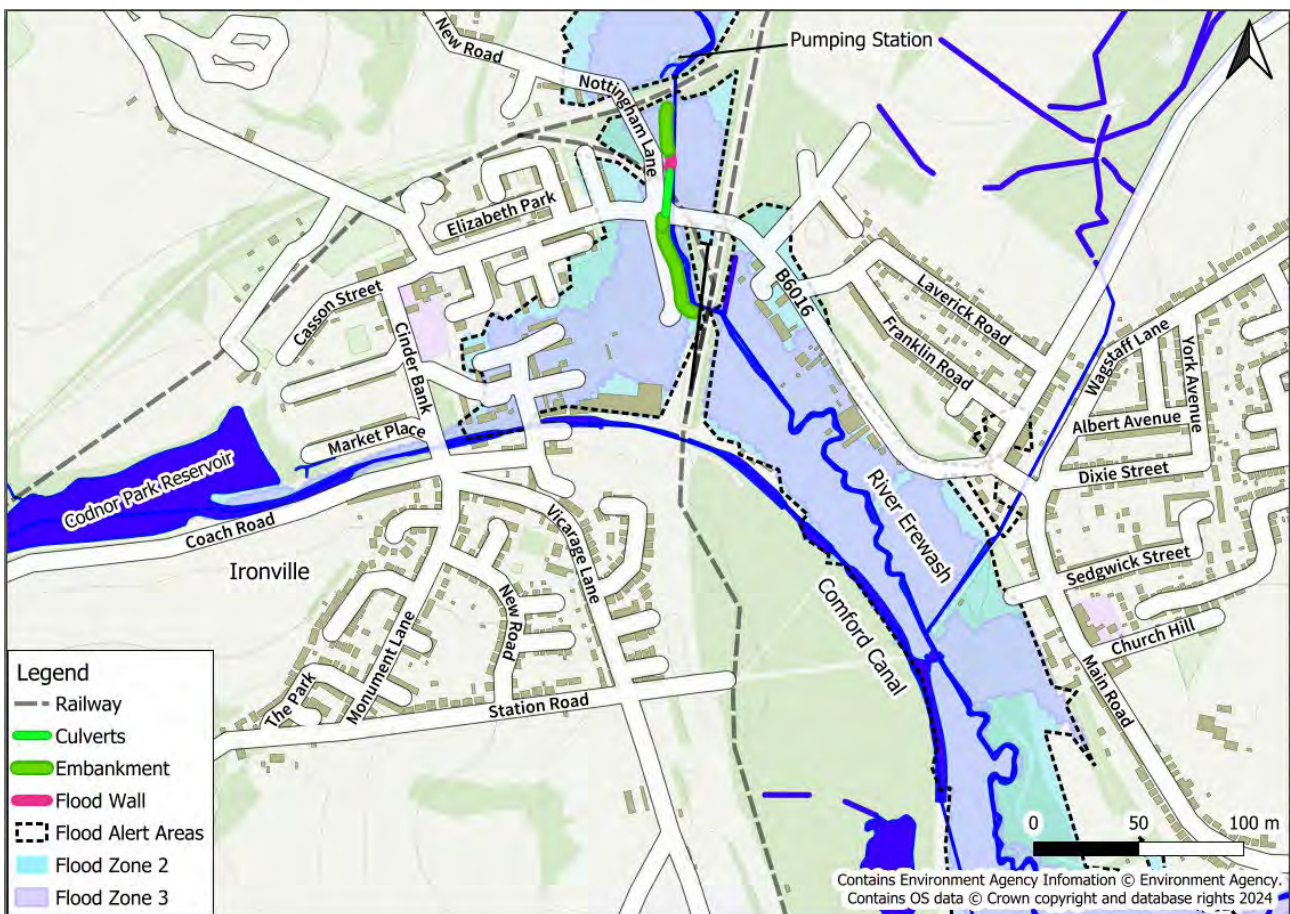 New Road
Pumping Station
Nottingham Lane
Elizabeth Park
Casson Street
Cinder Bank
B6016
Laverick Road
Franklin Road
Wagstaff Lane
York Avenue
Albert Avenue
Dixie Street
Market Place
Codnor Park Reservoir
Coach Road
River Erewash
Sedgwick Street
Ironville
Vicarage Lane
New Road
Comford Canal
Church Hill
Monument Lane
The Park
Station Road
Main Road
Legend
Railway
Culverts
Embankment
Flood Wall
Flood Alert Areas
Flood Zone 2
Flood Zone 3
0 50 100 m
Contains Environment Agency Infomation © Environment Agency.
Contains OS data © Crown copyright and database rights 2024